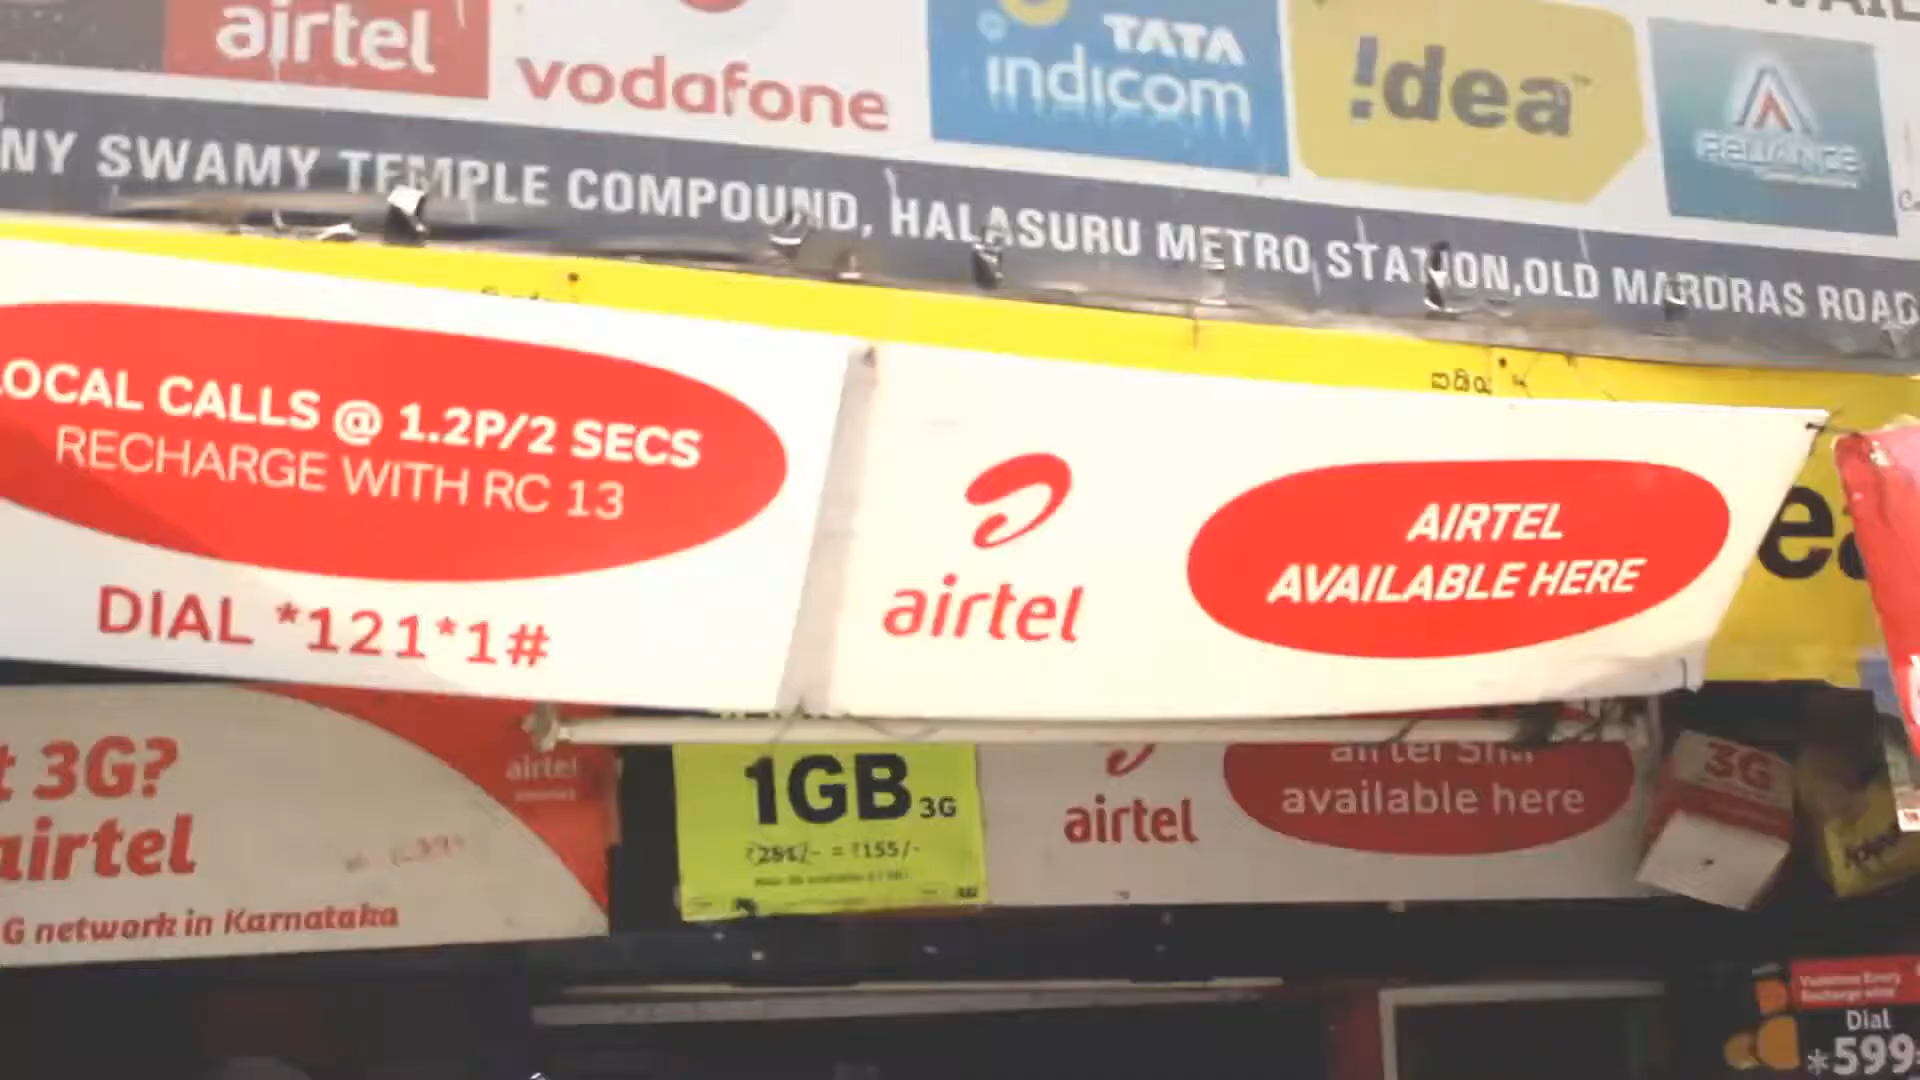 airtel
vodafone
TATA
indicom
!dea
RELIANCE
NY SWAMY TEMPLE COMPOUND, HALASURU METRO STATION,OLD MARDRAS ROAD
LOCAL CALLS @ 1.2P/2 SECS
RECHARGE WITH RC 13
DIAL *121*1#
airtel
AIRTEL
AVAILABLE HERE
ea
3G?
airtel
G network in Karnataka
airtel
1GB 3G
= ₹155/-
airtel
airtel
available here
3G
Dial
*599